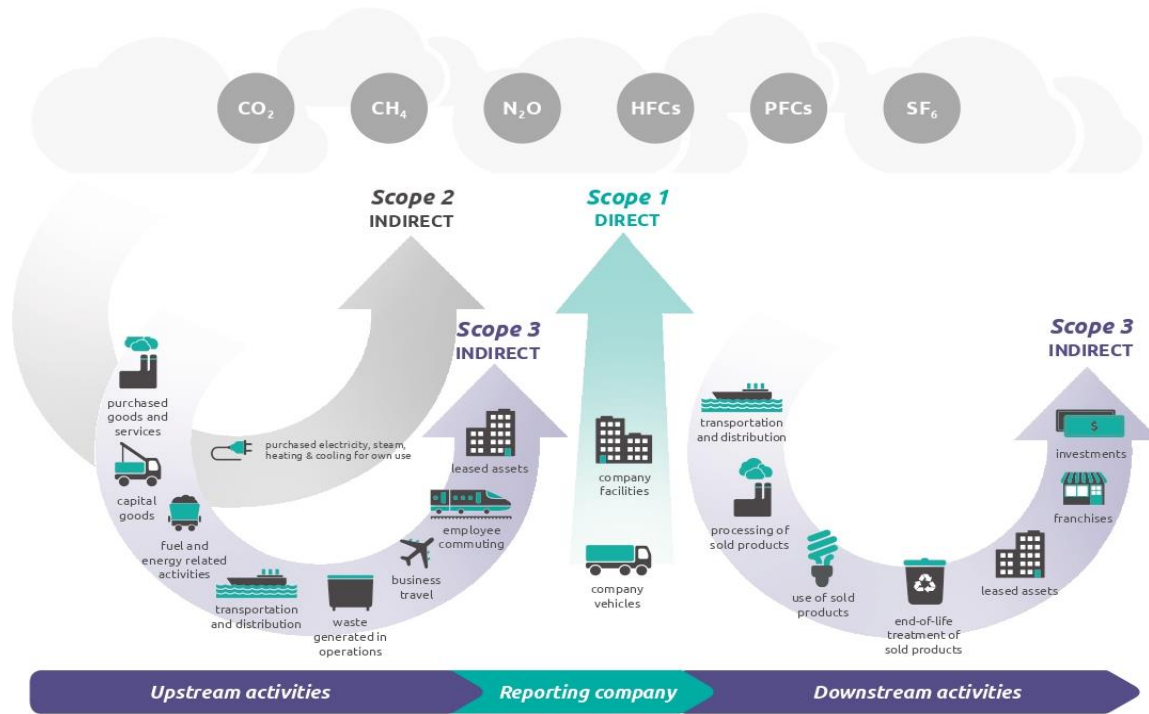 CO₂
CH₄
N₂O
HFCs
PFCs
SF₆
Scope 2
INDIRECT
Scope 1
DIRECT
Scope 3
INDIRECT
Scope 3
INDIRECT
purchased
goods and
services
capital
goods
fuel and
energy related
activities
purchased electricity, steam,
heating & cooling for own use
transportation
and distribution
waste
generated in
operations
business
travel
employee
commuting
leased assets
company
facilities
company
vehicles
transportation
and distribution
processing of
sold products
use of sold
products
end-of-life
treatment of
sold products
leased assets
franchises
$
investments
Upstream activities
Reporting company
Downstream activities